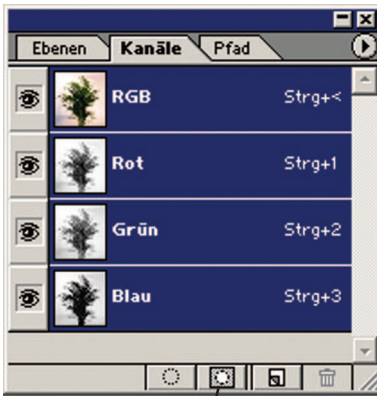 Ebenen Kanäle Pfad
RGB Strg+<
Rot Strg+1
Grün Strg+2
Blau Strg+3